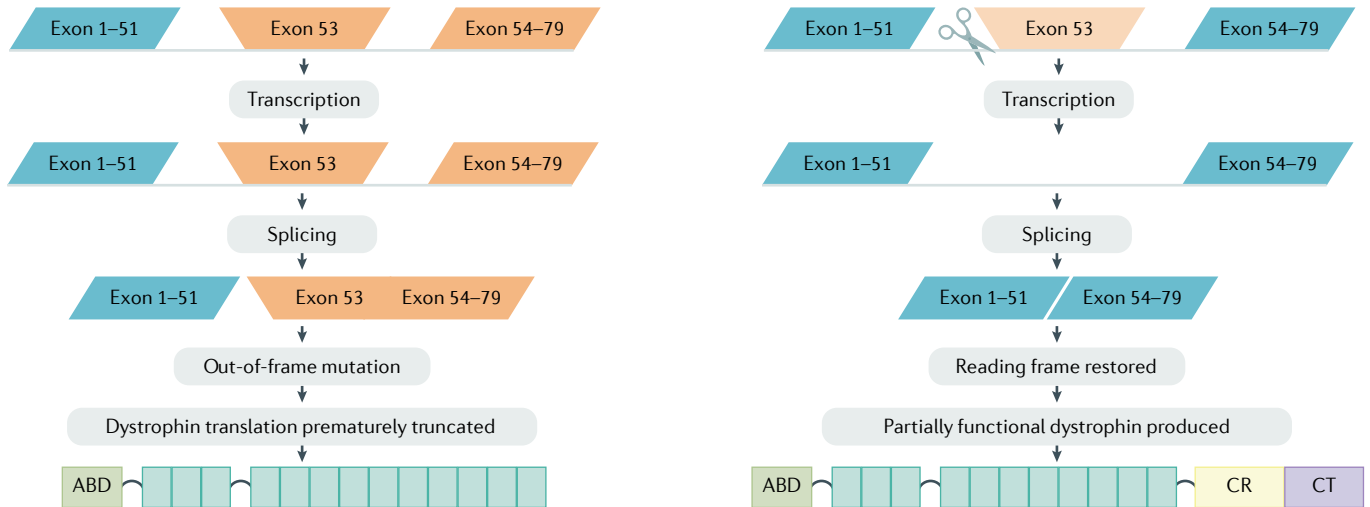 Exon 1–51
Exon 53
Exon 54–79
Transcription
Exon 1–51
Exon 53
Exon 54–79
Splicing
Exon 1–51
Exon 53
Exon 54–79
Out-of-frame mutation
Dystrophin translation prematurely truncated
ABD
Exon 1–51
Exon 53
Exon 54–79
Transcription
Exon 1–51
Exon 54–79
Splicing
Exon 1–51
Exon 54–79
Reading frame restored
Partially functional dystrophin produced
ABD
CR
CT